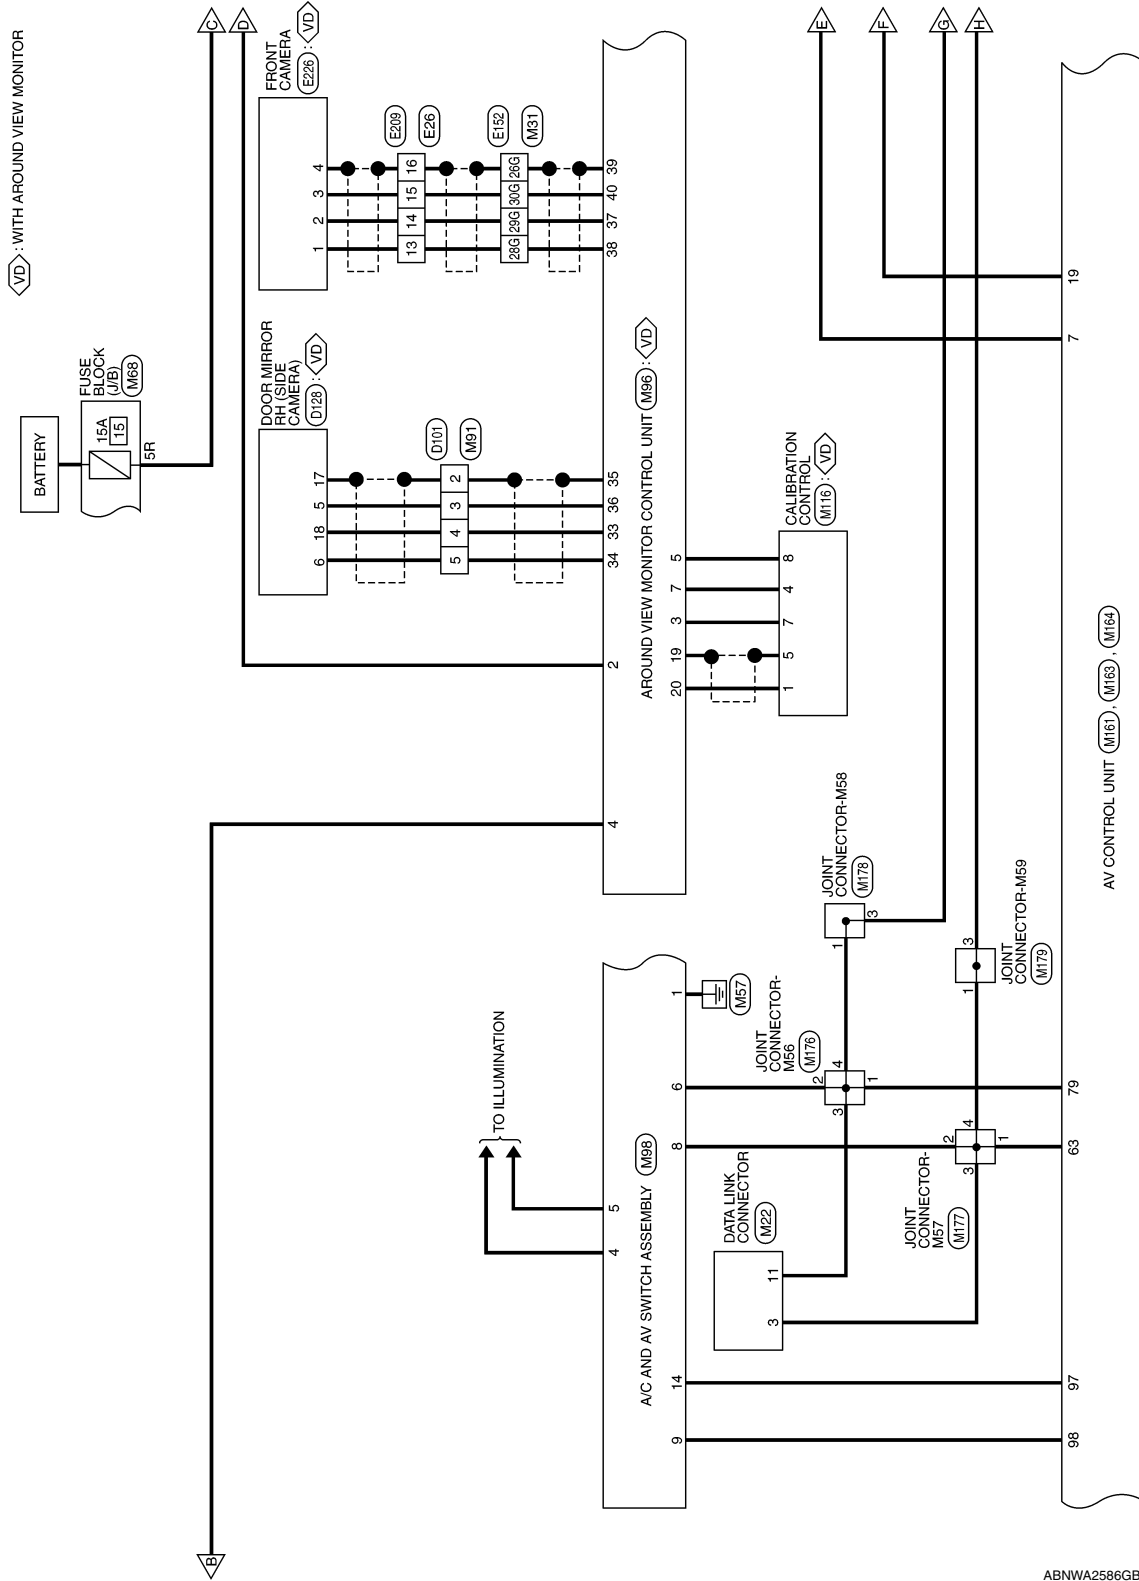 VD : WITH AROUND VIEW MONITOR
BATTERY
FUSE
BLOCK
(J/B)
M68
15A
15
5R
C
D
B
FRONT
CAMERA
E226 : VD
1 2 3 4
13 14 15 16
E209
E26
28G 29G 30G 26G
E152
M31
38 37 40 39
DOOR MIRROR
RH (SIDE
CAMERA)
D128 : VD
6 18 5 17
5 4 3 2
D101
M91
34 33 36 35
2
4
AROUND VIEW MONITOR CONTROL UNIT M96 : VD
20 19 3 7 5
1 5 7 4 8
CALIBRATION
CONTROL
M116 : VD
TO ILLUMINATION
4 5
A/C AND AV SWITCH ASSEMBLY M98
9 14 8 6 1
M57
DATA LINK
CONNECTOR
M22
3 11
JOINT
CONNECTOR-
M56
M176
2
3 4
1
JOINT
CONNECTOR-M58
M178
1
3
JOINT
CONNECTOR-
M57
M177
2
3 4
1
JOINT
CONNECTOR-M59
M179
1 3
E
F
G
H
98 97 63 79 7 19
AV CONTROL UNIT M161 , M163 , M164
ABNWA2586GB